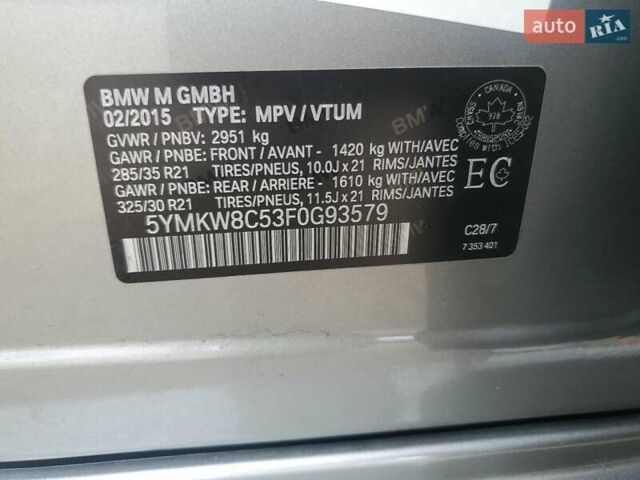 auto RIA.com
BMW M GMBH
02/2015 TYPE: MPV / VTUM
GVWR / PNBV: 2951 kg
GAWR / PNBE: FRONT / AVANT - 1420 kg WITH/AVEC
285/35 R21 TIRES/PNEUS, 10.0J x 21 RIMS/JANTES
GAWR / PNBE: REAR / ARRIERE - 1610 kg WITH/AVEC
325/30 R21 TIRES/PNEUS, 11.5J x 21 RIMS/JANTES
5YMKW8C53F0G93579
CANADA
978
TRANSPORT
EC
C28/7
7 353 401